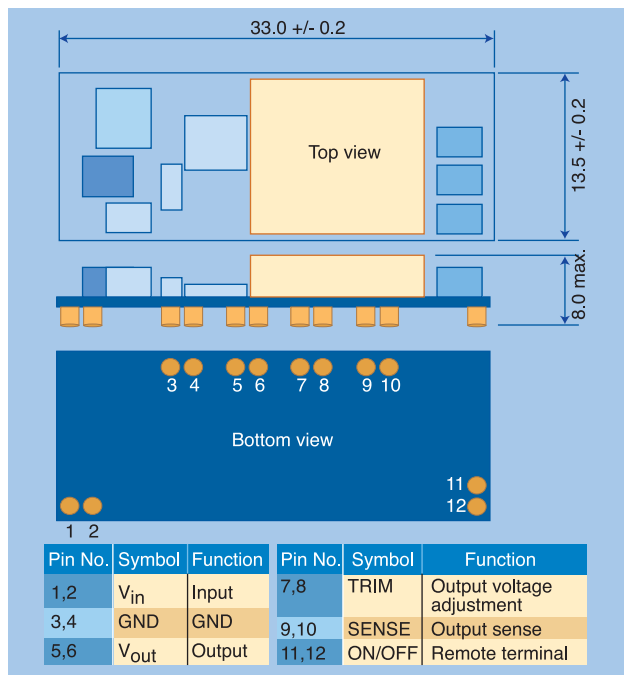 33.0 +/- 0.2
Top view
13.5 +/- 0.2
8.0 max.
3 4 5 6 7 8 9 10
Bottom view
11
12
1 2
Pin No. Symbol Function
1,2 Vin Input
3,4 GND GND
5,6 Vout Output
Pin No. Symbol Function
7,8 TRIM Output voltage
adjustment
9,10 SENSE Output sense
11,12 ON/OFF Remote terminal